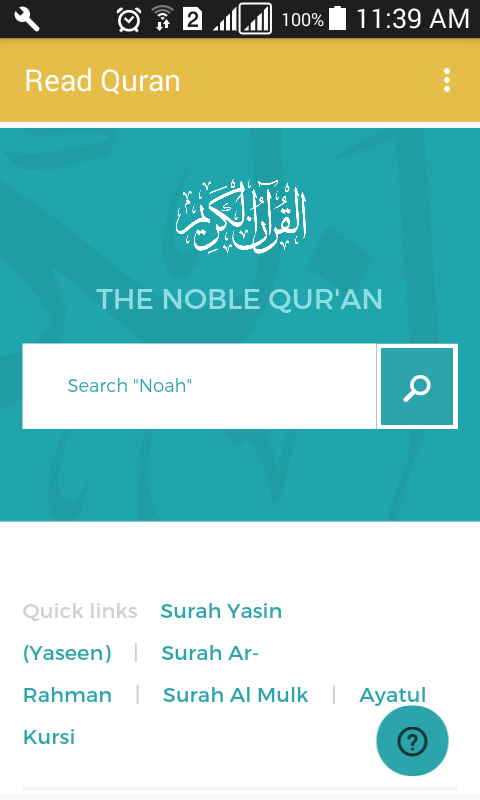 2
100%
11:39 AM
Read Quran
القرآن الكريم
THE NOBLE QUR'AN
Search "Noah"
Quick links Surah Yasin
(Yaseen) | Surah Ar-
Rahman | Surah Al Mulk | Ayatul
Kursi
?